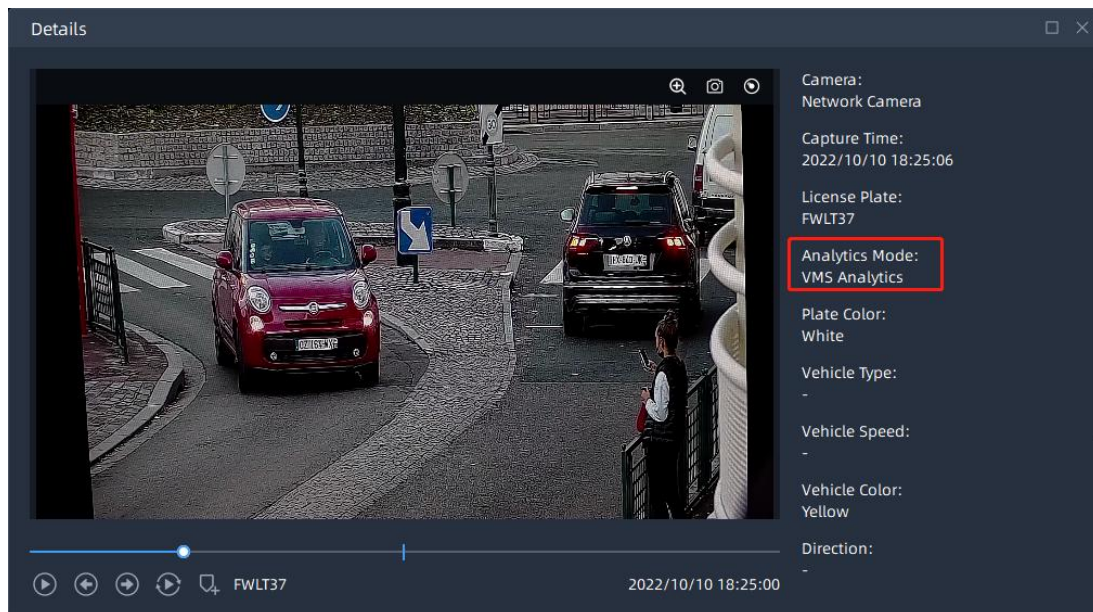 Details
Camera:
Network Camera
Capture Time:
2022/10/10 18:25:06
License Plate:
FWLT37
Analytics Mode:
VMS Analytics
Plate Color:
White
Vehicle Type:
-
Vehicle Speed:
-
Vehicle Color:
Yellow
Direction:
-
FWLT37
2022/10/10 18:25:00